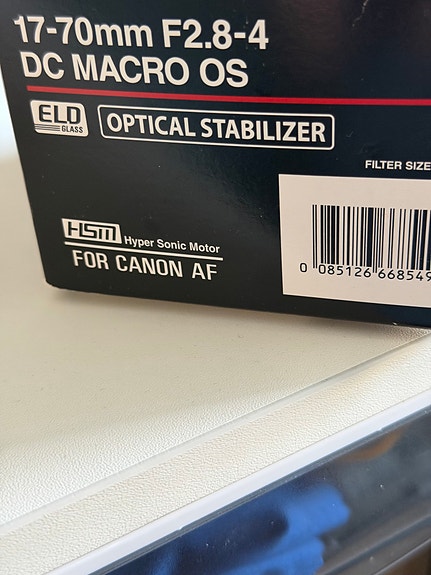 17-70mm F2.8-4
DC MACRO OS
ELD
GLASS
OPTICAL STABILIZER
FILTER SIZE
HSM Hyper Sonic Motor
FOR CANON AF
0 085126 668549